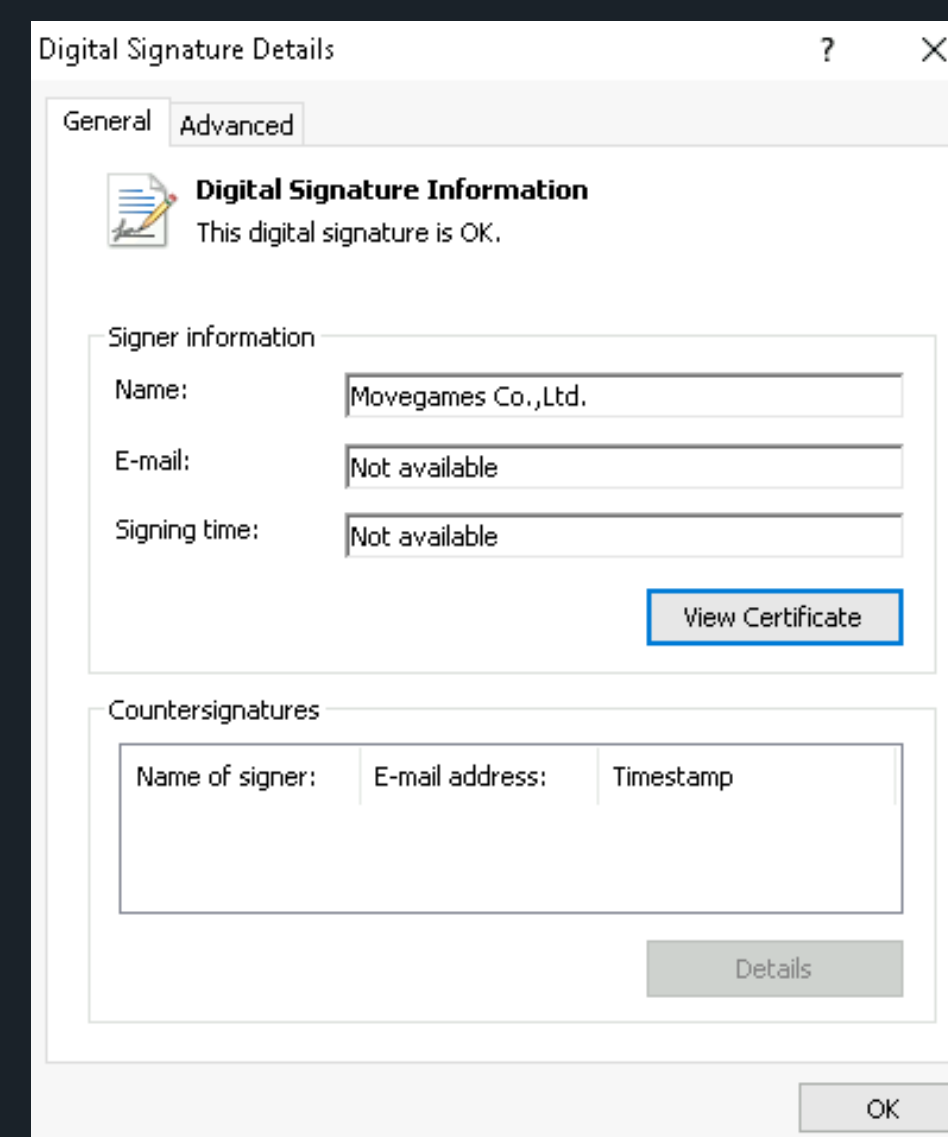 Digital Signature Details
General Advanced
Digital Signature Information
This digital signature is OK.
Signer information
Name: Movegames Co.,Ltd.
E-mail: Not available
Signing time: Not available
View Certificate
Countersignatures
Name of signer: E-mail address: Timestamp
Details
OK